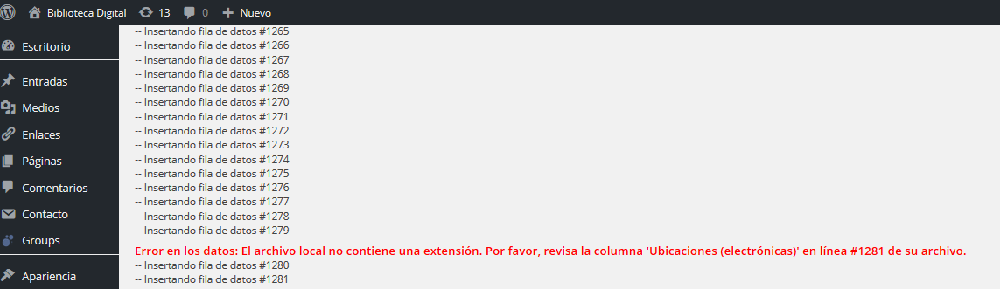 Biblioteca Digital 13 0 Nuevo
Escritorio
Entradas
Medios
Enlaces
Páginas
Comentarios
Contacto
Groups
Apariencia
-- Insertando fila de datos #1265
-- Insertando fila de datos #1266
-- Insertando fila de datos #1267
-- Insertando fila de datos #1268
-- Insertando fila de datos #1269
-- Insertando fila de datos #1270
-- Insertando fila de datos #1271
-- Insertando fila de datos #1272
-- Insertando fila de datos #1273
-- Insertando fila de datos #1274
-- Insertando fila de datos #1275
-- Insertando fila de datos #1276
-- Insertando fila de datos #1277
-- Insertando fila de datos #1278
-- Insertando fila de datos #1279
Error en los datos: El archivo local no contiene una extensión. Por favor, revisa la columna 'Ubicaciones (electrónicas)' en línea #1281 de su archivo.
-- Insertando fila de datos #1280
-- Insertando fila de datos #1281